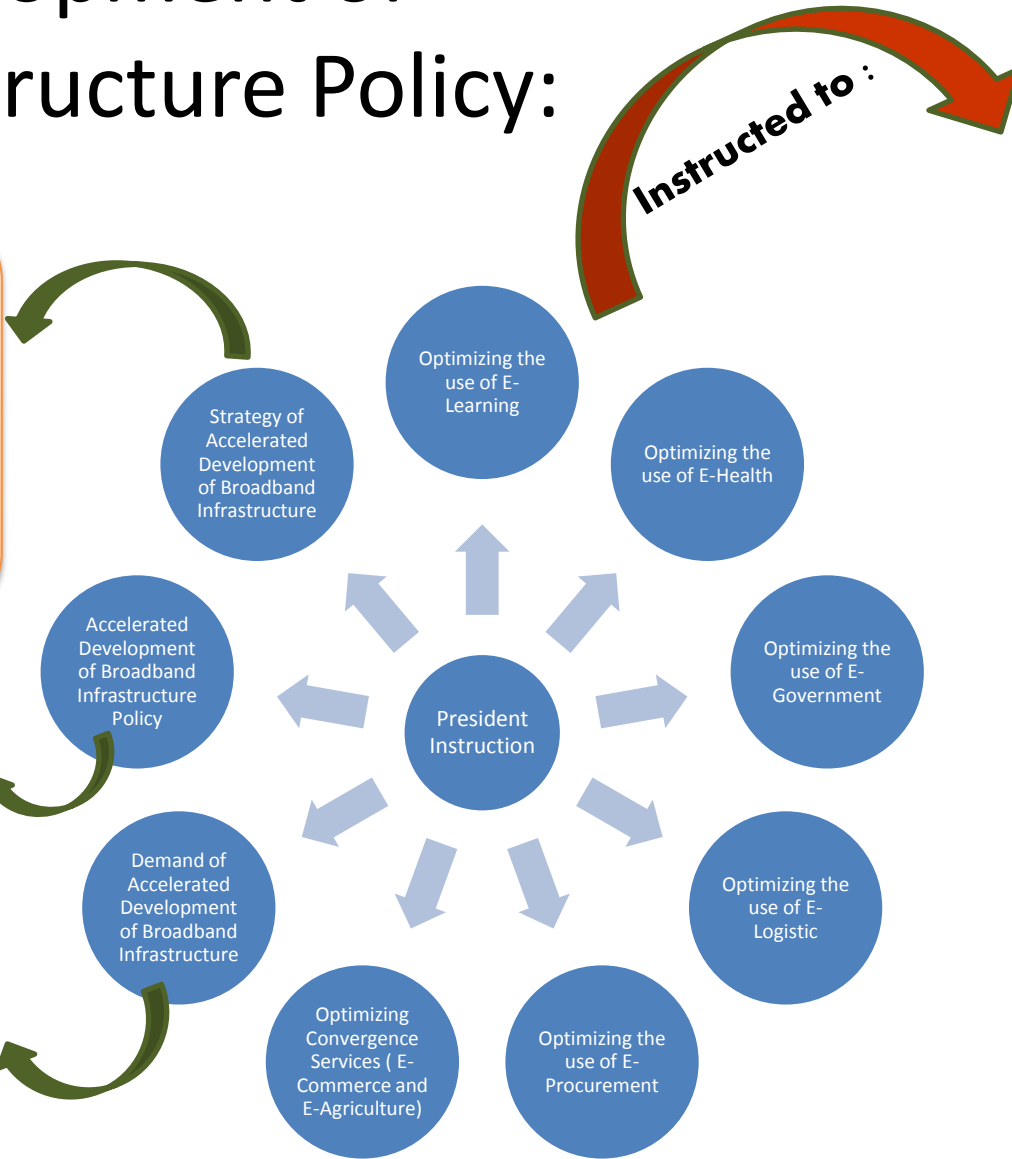 opment of
ructure Policy:
Instructed to :
Optimizing the
use of E-
Learning
Optimizing the
use of E-Health
Optimizing the
use of E-
Government
Optimizing the
use of E-
Logistic
Optimizing the
use of E-
Procurement
Optimizing
Convergence
Services ( E-
Commerce and
E-Agriculture)
Demand of
Accelerated
Development
of Broadband
Infrastructure
Accelerated
Development
of Broadband
Infrastructure
Policy
Strategy of
Accelerated
Development
of Broadband
Infrastructure
President
Instruction